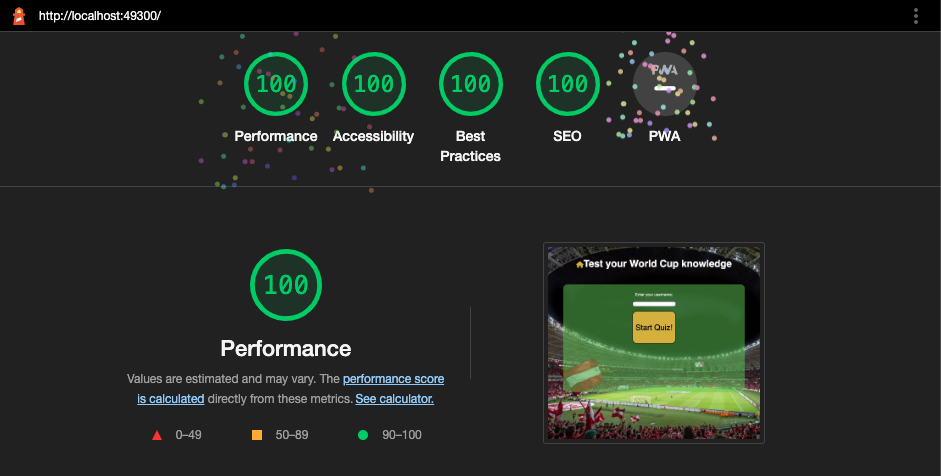 http://localhost:49300/
100
100
100
100
PWA
Performance
Accessibility
Best
Practices
SEO
PWA
100
Performance
Values are estimated and may vary. The performance score
is calculated directly from these metrics. See calculator.
0–49
50–89
90–100
Test your World Cup knowledge
Enter your username:
Start Quiz!